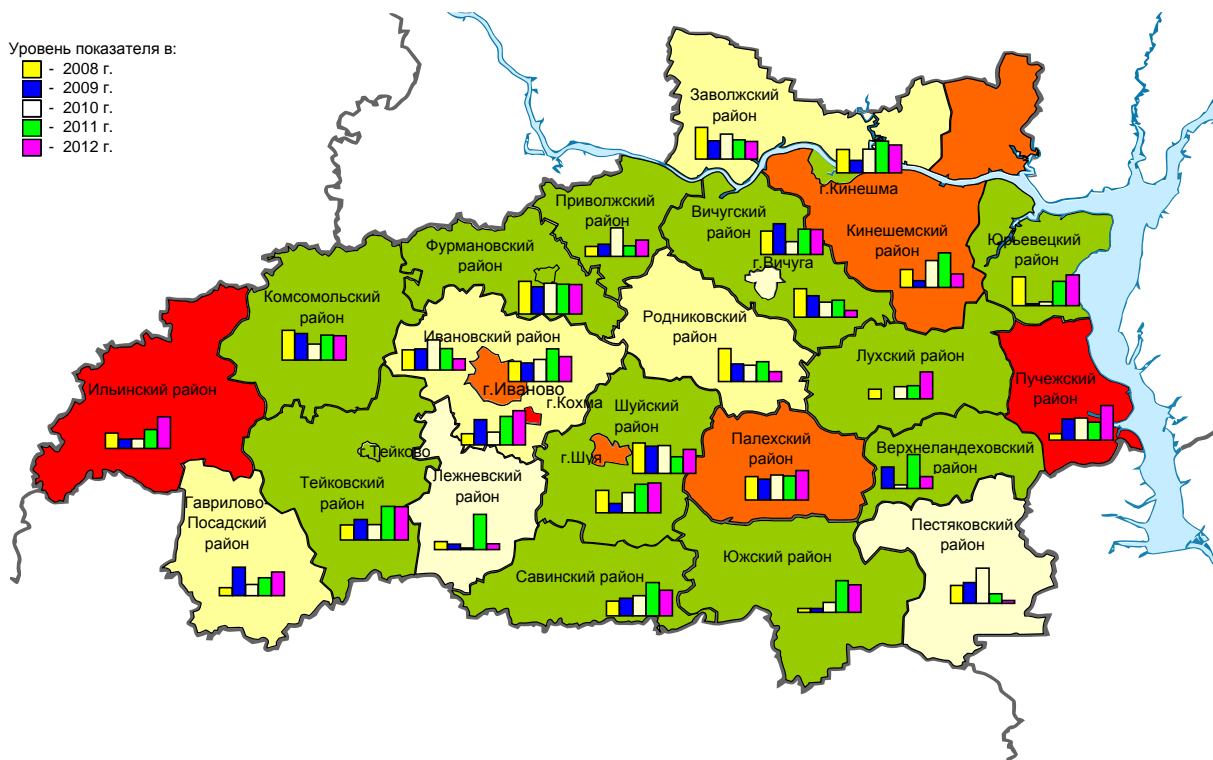 Уровень показателя в:
- 2008 г.
- 2009 г.
- 2010 г.
- 2011 г.
- 2012 г.
Заволжский
район
г.Кинешма
Приволжский
район
Вичугский
район
Кинешемский
район
Юрьевецкий
район
Фурмановский
район
г.Вичуга
Комсомольский
район
Родниковский
район
Ивановский район
Лухский район
Ильинский район
г.Иваново
Пучежский
район
г.Кохма
Шуйский
район
Палехский
район
Верхнеландеховский
район
г.Тейково
г.Шуя
Лежневский
район
Тейковский
район
Гаврилово-
Посадский
район
Пестяковский
район
Южский район
Савинский район